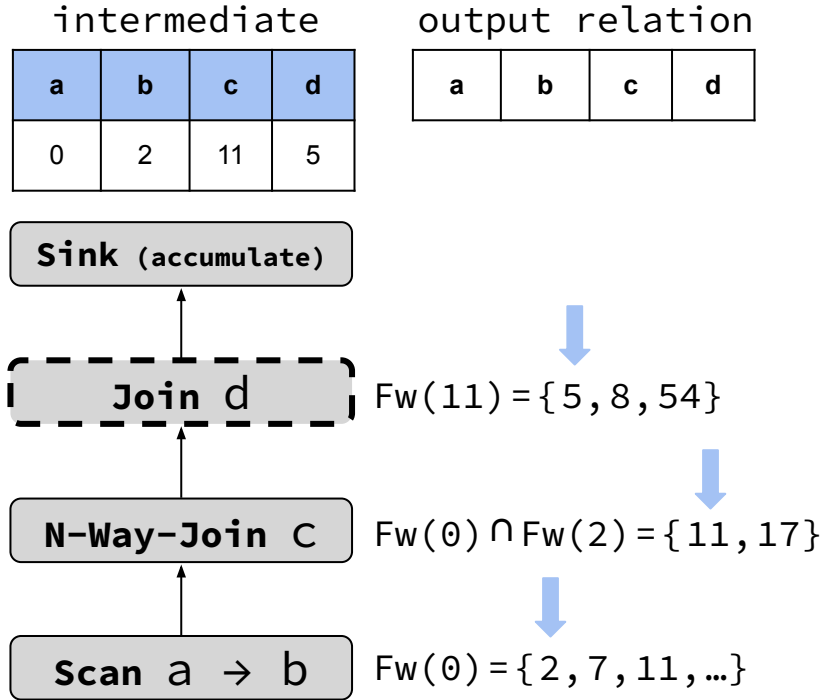 intermediate
output relation
a b c d
a b c d
0 2 11 5
Sink (accumulate)
Join d
Fw(11)={5,8,54}
N-Way-Join c
Fw(0)∩Fw(2)={11,17}
Scan a → b
Fw(0)={2,7,11,…}